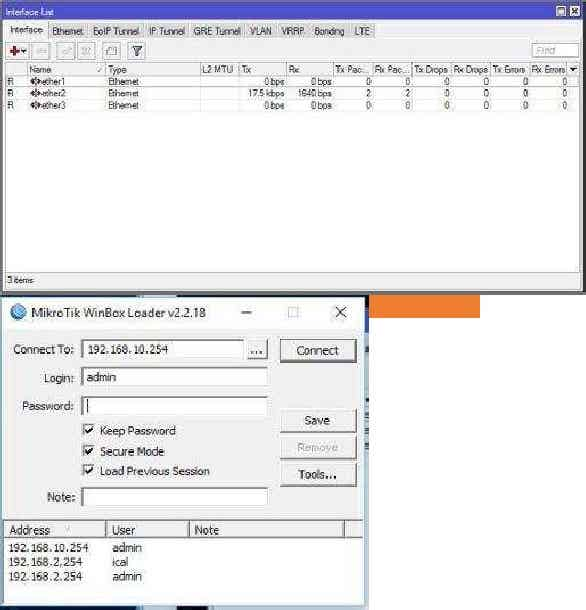 Interface List
Interface Ethernet EoIP Tunnel IP Tunnel GRE Tunnel VLAN VRRP Bonding LTE
Find
Name Type L2 MTU Tx Rx Tx Pac... Rx Pac... Tx Drops Rx Drops Tx Errors Rx Errors
R ether1 Ethernet 0 bps 0 bps 0 0 0 0 0 0
R ether2 Ethernet 17.5 kbps 1640 bps 2 2 0 0 0 0
R ether3 Ethernet 0 bps 0 bps 0 0 0 0 0 0
3 items
MikroTik WinBox Loader v2.2.18
Connect To: 192.168.10.254 ... Connect
Login: admin
Password:
Keep Password Save
Secure Mode Remove
Load Previous Session Tools...
Note:
Address User Note
192.168.10.254 admin
192.168.2.254 ical
192.168.2.254 admin